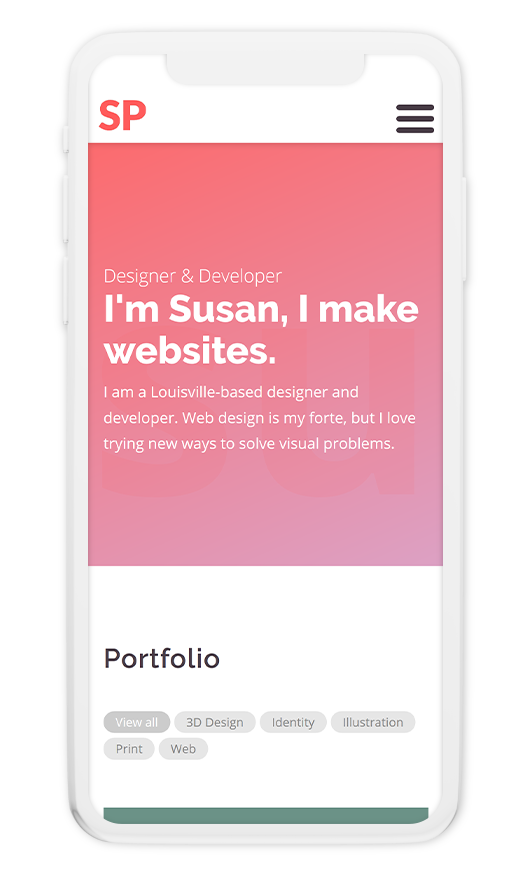 SP
Designer & Developer
I'm Susan, I make
websites.
I am a Louisville-based designer and
developer. Web design is my forte, but I love
trying new ways to solve visual problems.
su
Portfolio
View all 3D Design Identity Illustration
Print Web